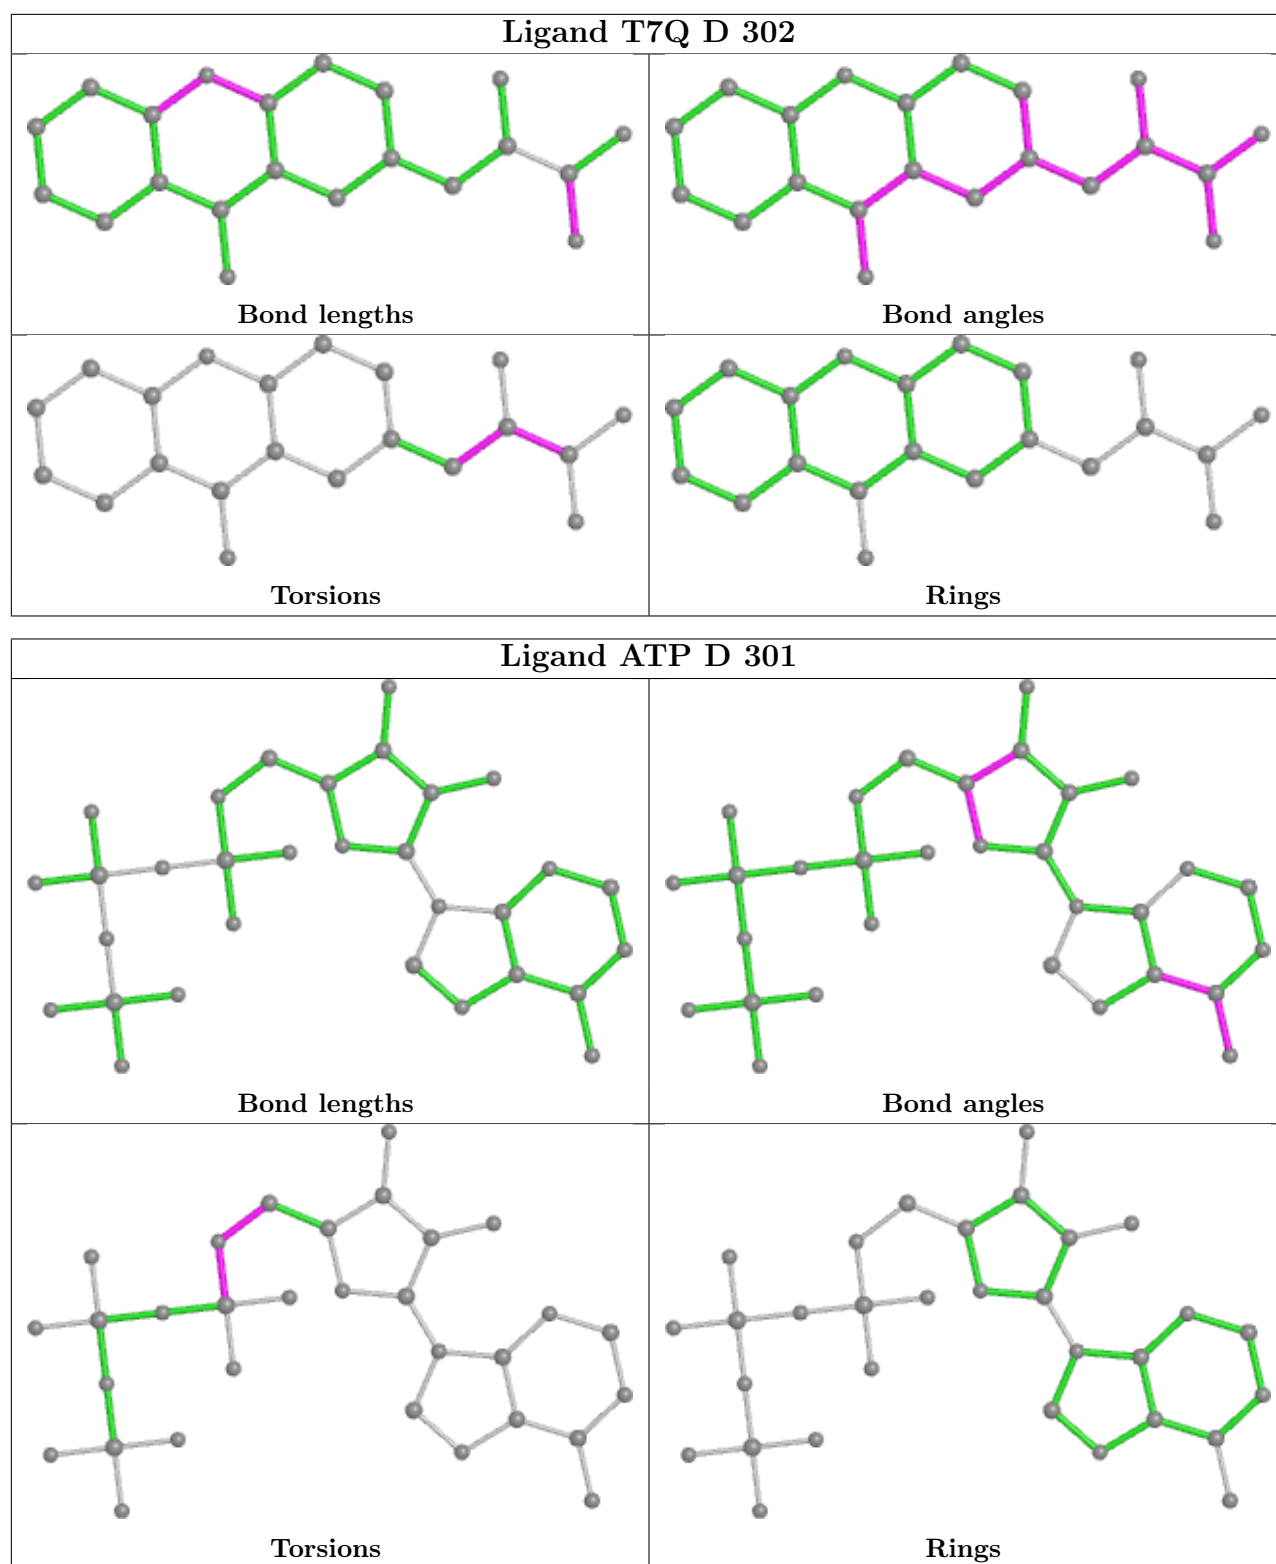 Ligand T7Q D 302
Bond lengths
Bond angles
Torsions
Rings
Ligand ATP D 301
Bond lengths
Bond angles
Torsions
Rings